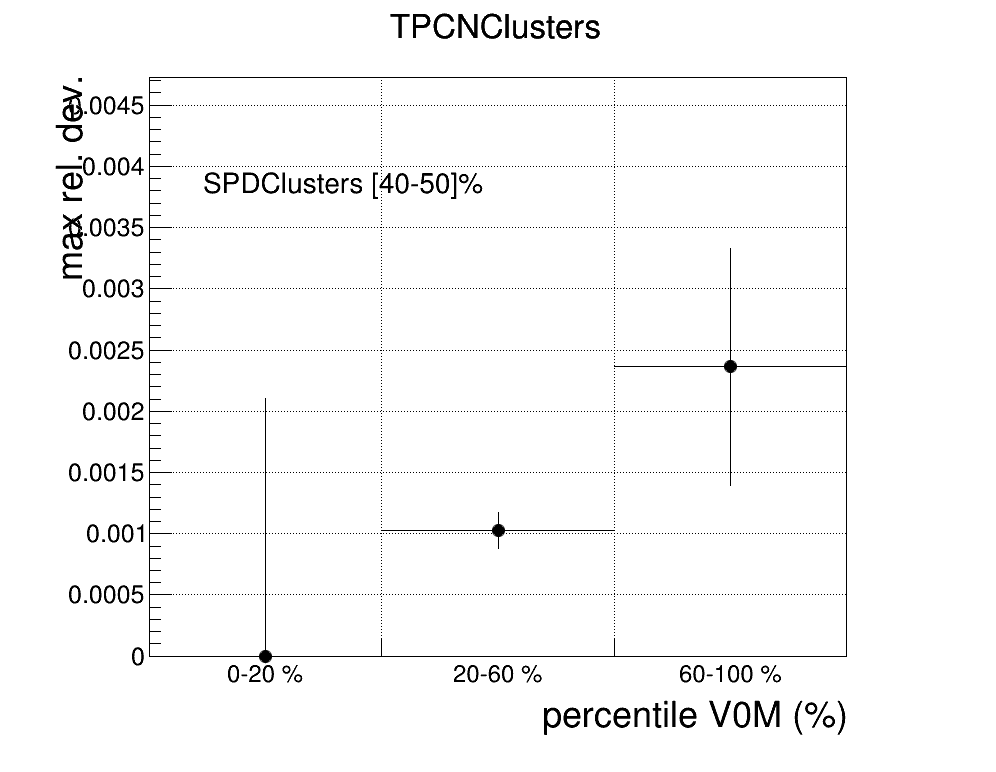 TPCNClusters
max rel. dev.
0.0045
0.004
SPDClusters [40-50]%
0.0035
0.003
0.0025
0.002
0.0015
0.001
0.0005
0
0-20 % 20-60 % 60-100 %
percentile V0M (%)